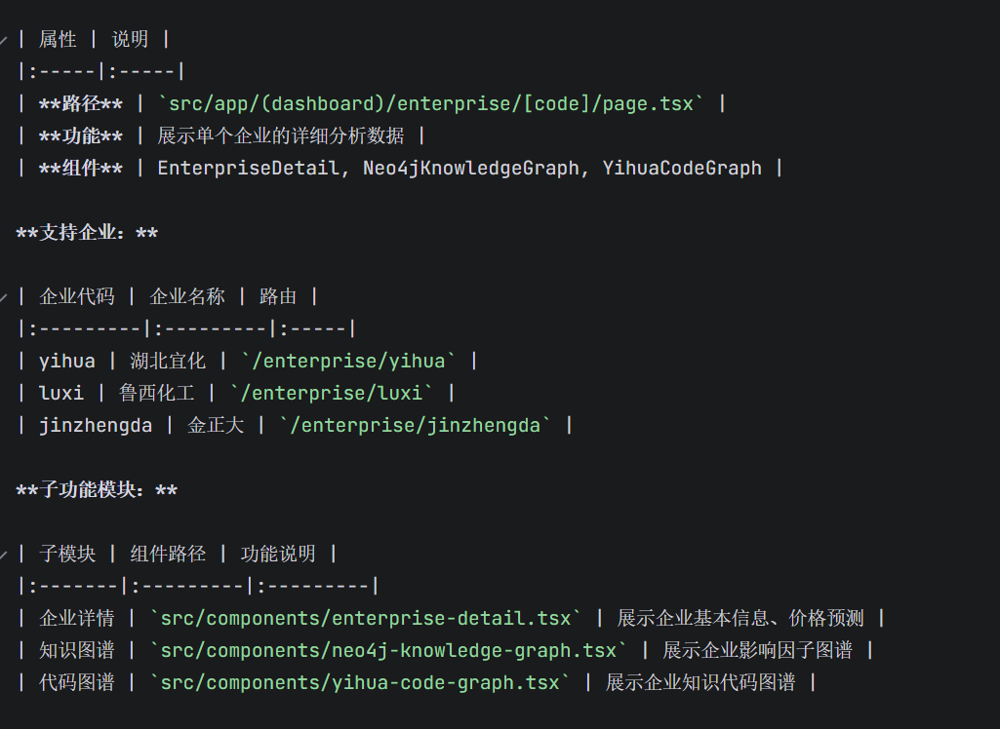 | 属性 | 说明 |
|:-----|:-----|
| **路径** | `src/app/(dashboard)/enterprise/[code]/page.tsx` |
| **功能** | 展示单个企业的详细分析数据 |
| **组件** | EnterpriseDetail, Neo4jKnowledgeGraph, YihuaCodeGraph |
**支持企业：**
| 企业代码 | 企业名称 | 路由 |
|:---------|:---------|:-----|
| yihua | 湖北宜化 | `/enterprise/yihua` |
| luxi | 鲁西化工 | `/enterprise/luxi` |
| jinzhengda | 金正大 | `/enterprise/jinzhengda` |
**子功能模块：**
| 子模块 | 组件路径 | 功能说明 |
|:-------|:---------|:---------|
| 企业详情 | `src/components/enterprise-detail.tsx` | 展示企业基本信息、价格预测 |
| 知识图谱 | `src/components/neo4j-knowledge-graph.tsx` | 展示企业影响因子图谱 |
| 代码图谱 | `src/components/yihua-code-graph.tsx` | 展示企业知识代码图谱 |